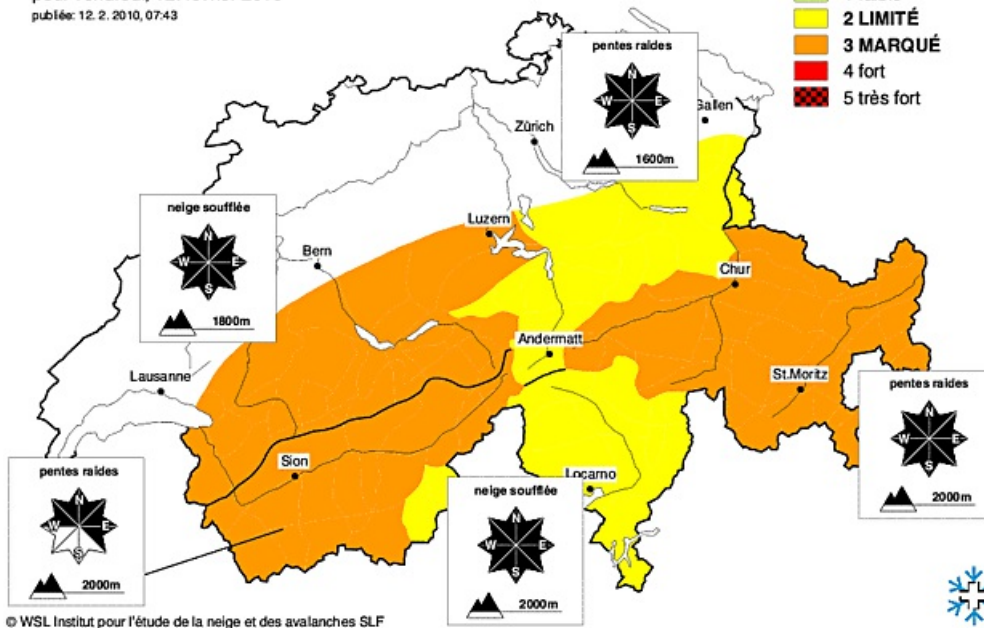 publiée: 12. 2. 2010, 07:43
2 LIMITÉ
3 MARQUÉ
4 fort
5 très fort
pentes raides
N
W E
S
1600m
Zürich
Gallen
neige soufflée
N
W E
S
1800m
Luzern
Bern
Chur
Andermatt
Lausanne
St.Moritz
pentes raides
N
W E
S
2000m
Sion
Locarno
pentes raides
N
W E
S
2000m
neige soufflée
N
W E
S
2000m
© WSL Institut pour l'étude de la neige et des avalanches SLF